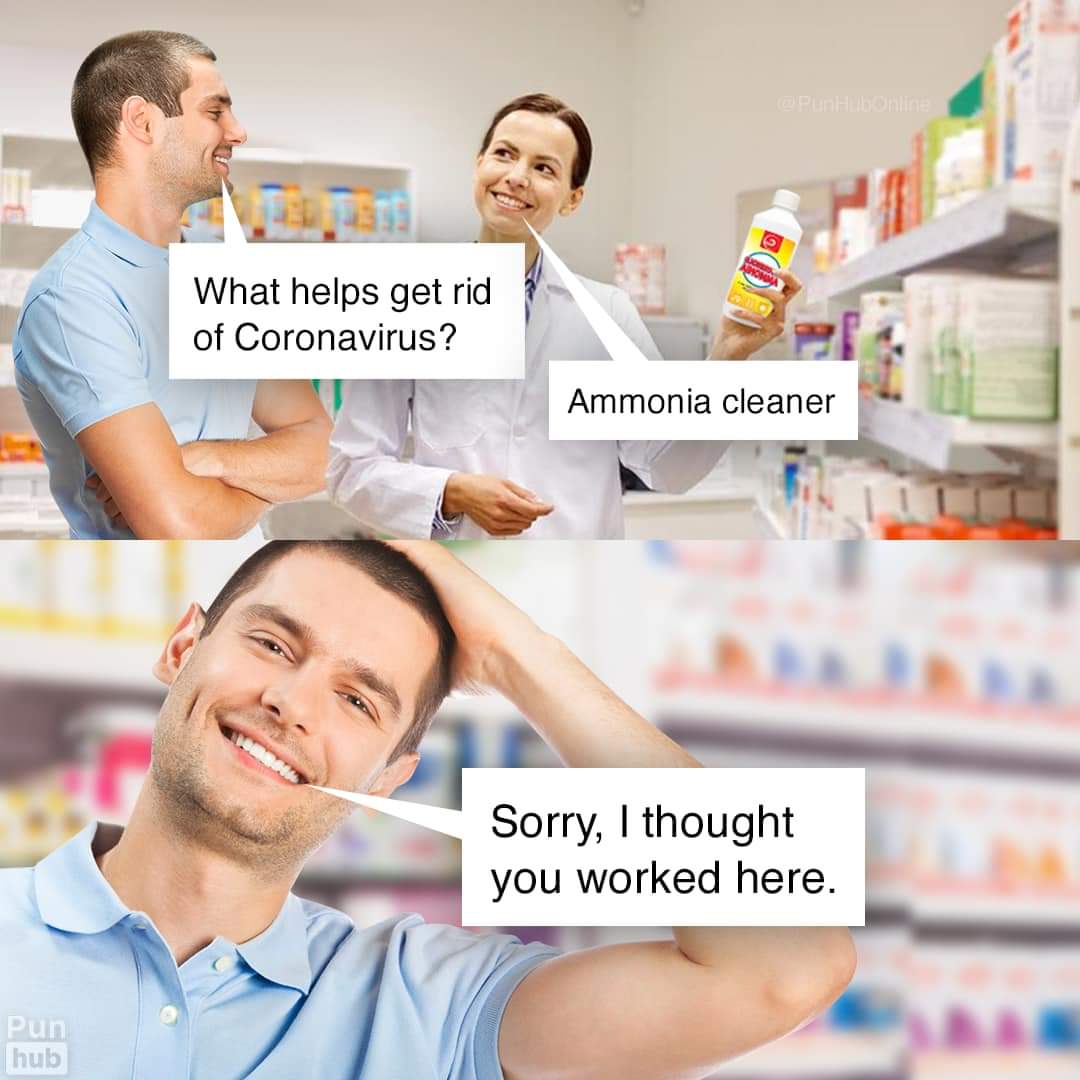 @PunHubOnline
What helps get rid
of Coronavirus?
Ammonia cleaner
Sorry, I thought
you worked here.
Pun
hub